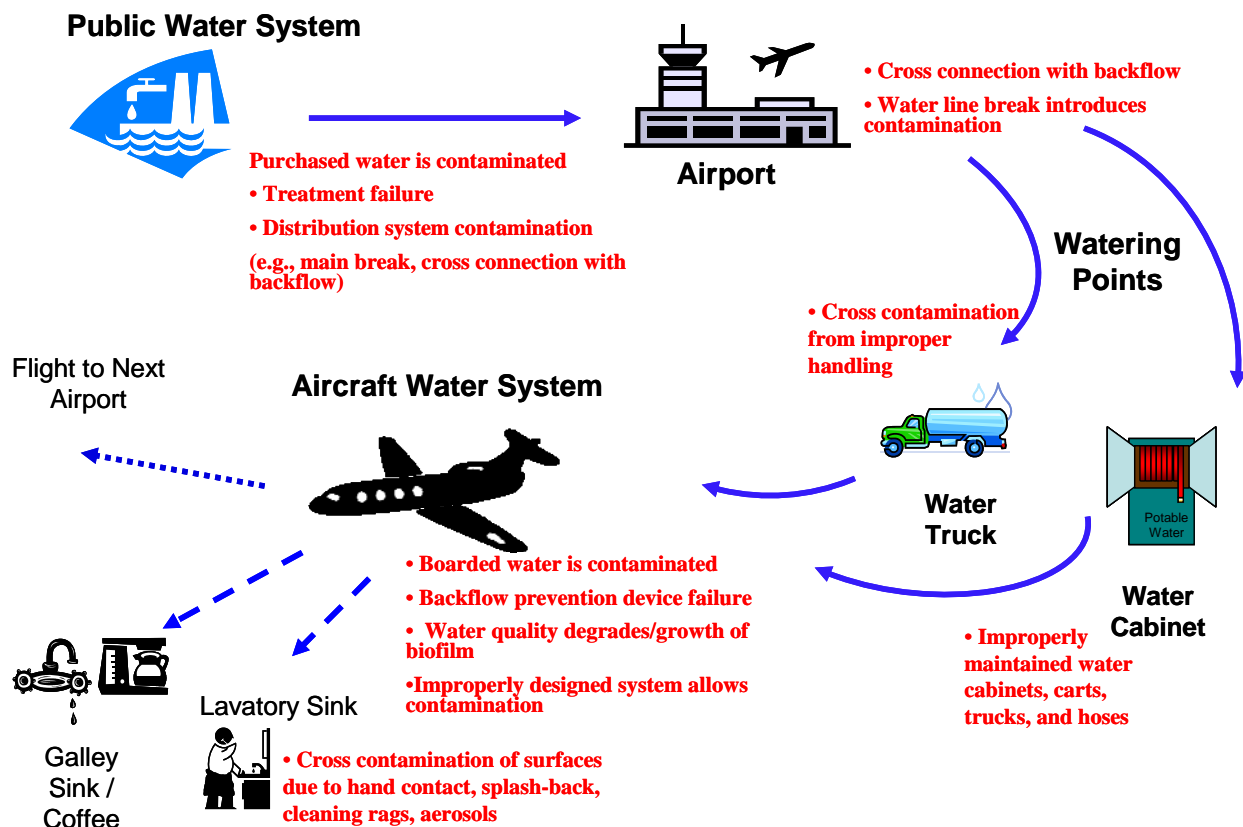 Public Water System
Purchased water is contaminated
• Treatment failure
• Distribution system contamination
(e.g., main break, cross connection with
backflow)
Airport
• Cross connection with backflow
• Water line break introduces
contamination
Watering
Points
• Cross contamination
from improper
handling
Water
Truck
Potable
Water
Water
Cabinet
• Improperly
maintained water
cabinets, carts,
trucks, and hoses
Aircraft Water System
• Boarded water is contaminated
• Backflow prevention device failure
• Water quality degrades/growth of
biofilm
•Improperly designed system allows
contamination
Flight to Next
Airport
Lavatory Sink
• Cross contamination of surfaces
due to hand contact, splash-back,
cleaning rags, aerosols
Galley
Sink /
Coffee